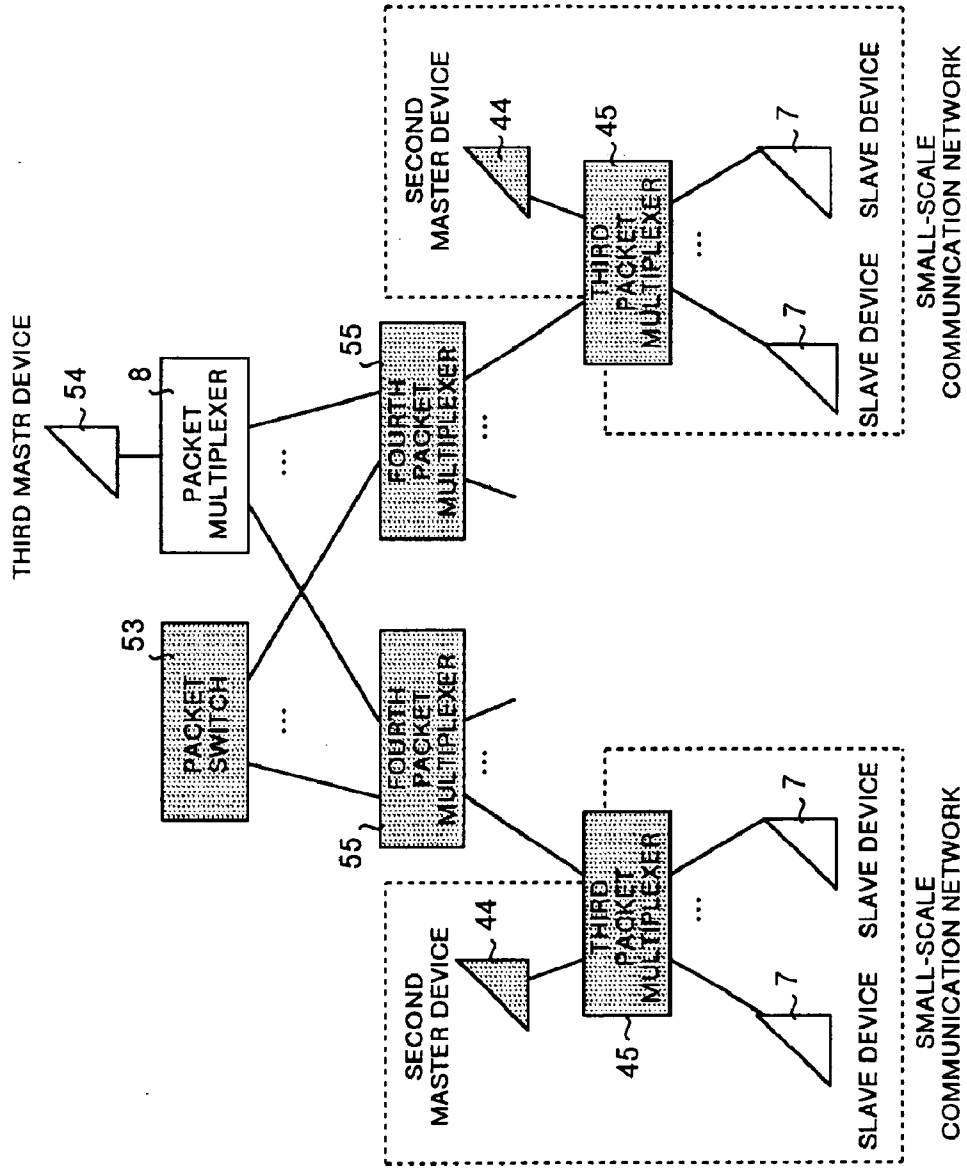 THIRD MASTR DEVICE
54
53
8
PACKET
SWITCH
PACKET
MULTIPLEXER
...
...
55
55
FOURTH
PACKET
MULTIPLEXER
FOURTH
PACKET
MULTIPLEXER
...
...
SECOND
MASTER DEVICE
44
45
THIRD
PACKET
MULTIPLEXER
...
7
7
SLAVE DEVICE
SLAVE DEVICE
SMALL-SCALE
COMMUNICATION NETWORK
SECOND
MASTER DEVICE
44
45
THIRD
PACKET
MULTIPLEXER
...
7
7
SLAVE DEVICE
SLAVE DEVICE
SMALL-SCALE
COMMUNICATION NETWORK